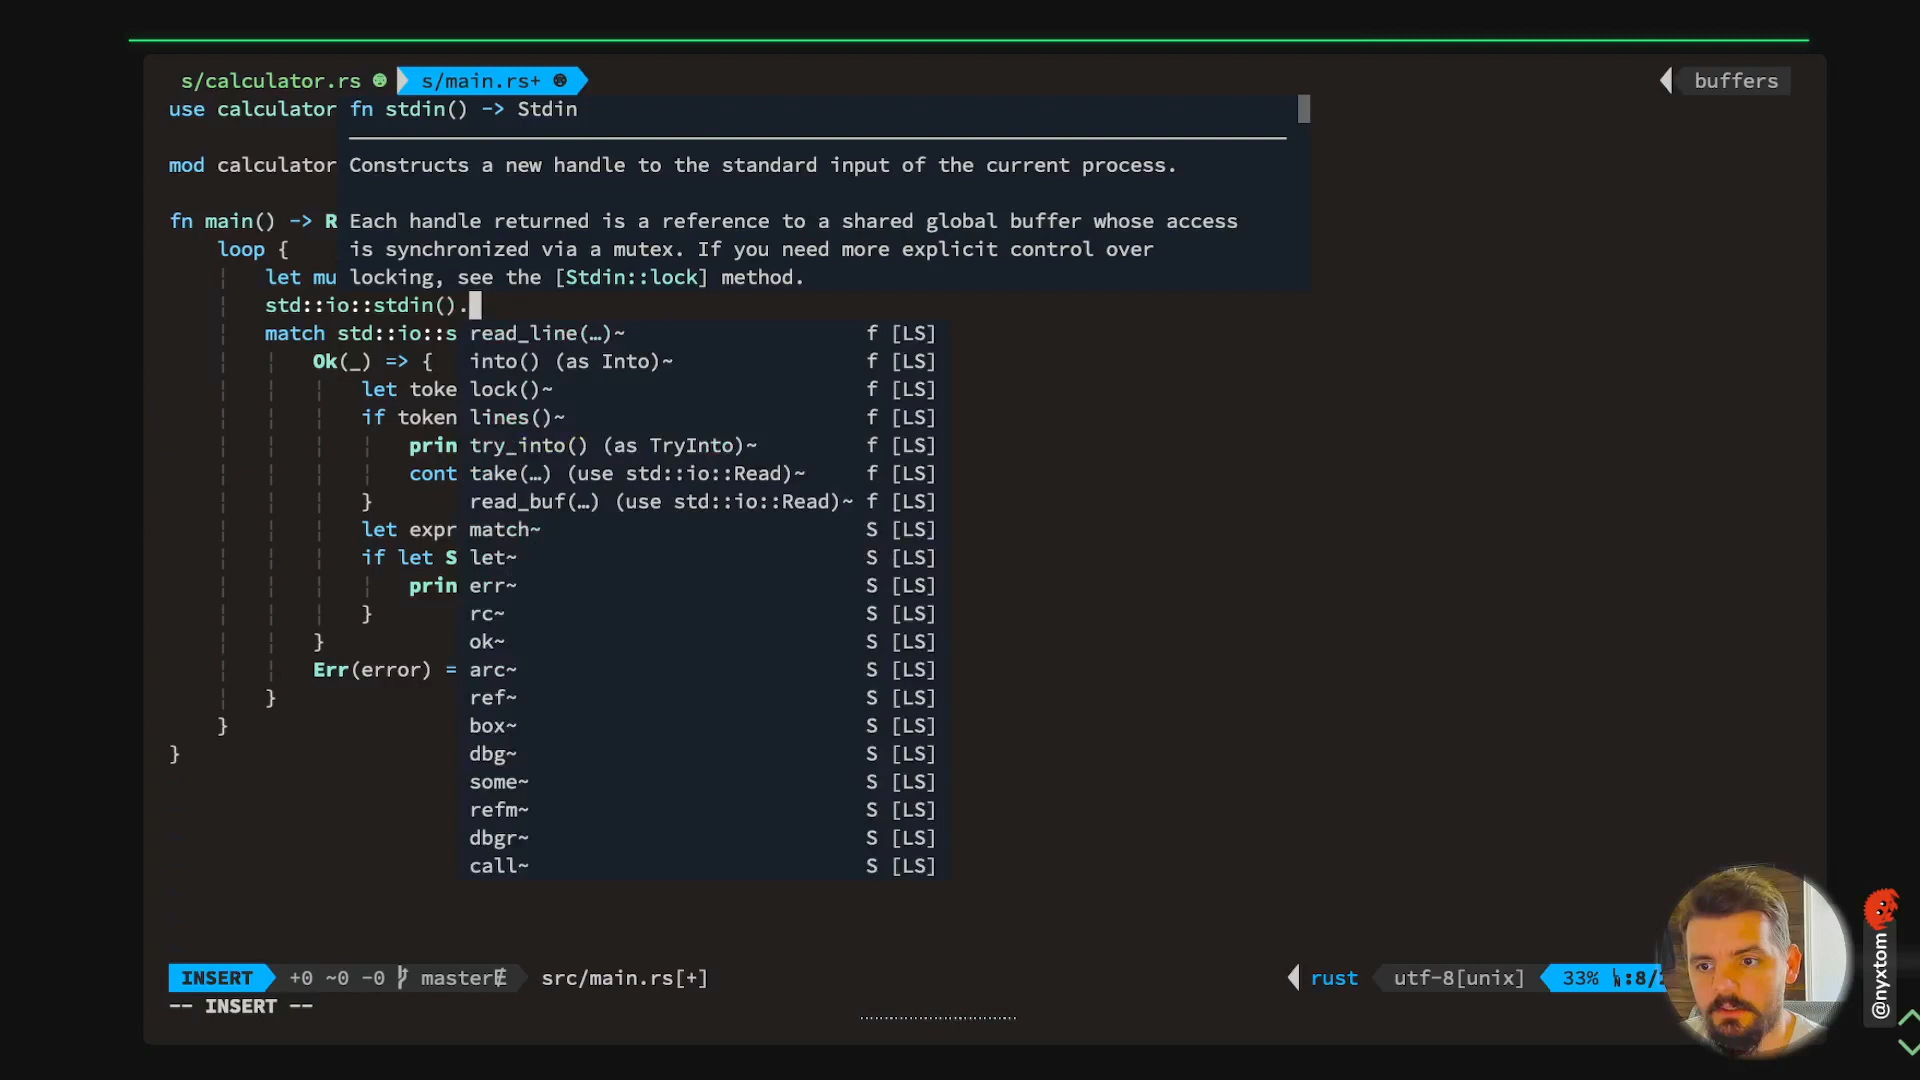 s/calculator.rs s/main.rs+ buffers
use calculator fn stdin() -> Stdin
mod calculator Constructs a new handle to the standard input of the current process.
fn main() -> R Each handle returned is a reference to a shared global buffer whose access
loop { is synchronized via a mutex. If you need more explicit control over
let mu locking, see the [Stdin::lock] method.
std::io::stdin().
match std::io::s read_line(…)~ f [LS]
Ok(_) => { into() (as Into)~ f [LS]
let toke lock()~ f [LS]
if token lines()~ f [LS]
prin try_into() (as TryInto)~ f [LS]
cont take(…) (use std::io::Read)~ f [LS]
} read_buf(…) (use std::io::Read)~ f [LS]
let expr match~ S [LS]
if let S let~ S [LS]
prin err~ S [LS]
} rc~ S [LS]
} ok~ S [LS]
Err(error) = arc~ S [LS]
} ref~ S [LS]
} box~ S [LS]
} dbg~ S [LS]
some~ S [LS]
refm~ S [LS]
dbgr~ S [LS]
call~ S [LS]
INSERT +0 ~0 -0 master src/main.rs[+] rust utf-8[unix] 33% :8/2
-- INSERT --
@nyxtom